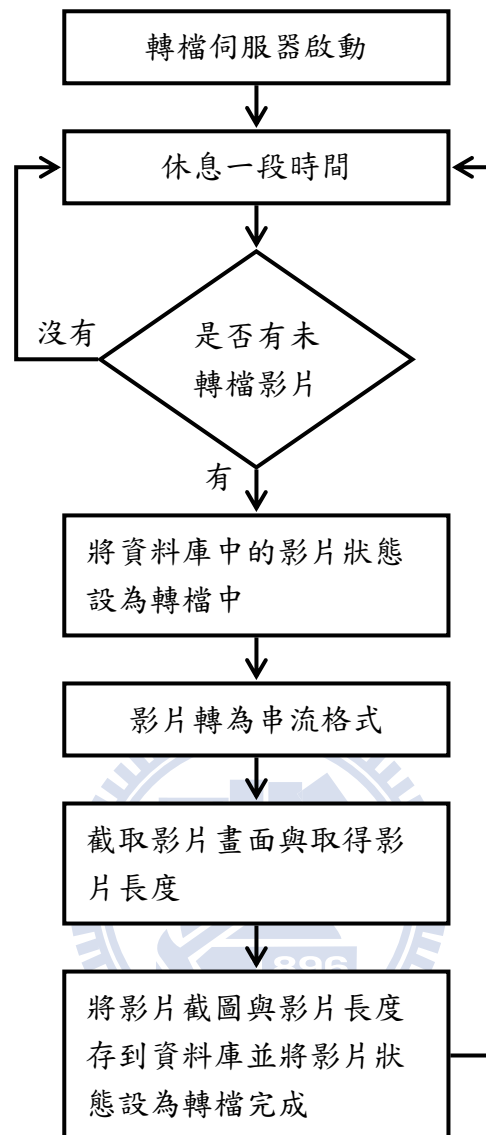 轉檔伺服器啟動
休息一段時間
沒有
是否有未
轉檔影片
有
將資料庫中的影片狀態
設為轉檔中
影片轉為串流格式
截取影片畫面與取得影
片長度
896
將影片截圖與影片長度
存到資料庫並將影片狀
態設為轉檔完成